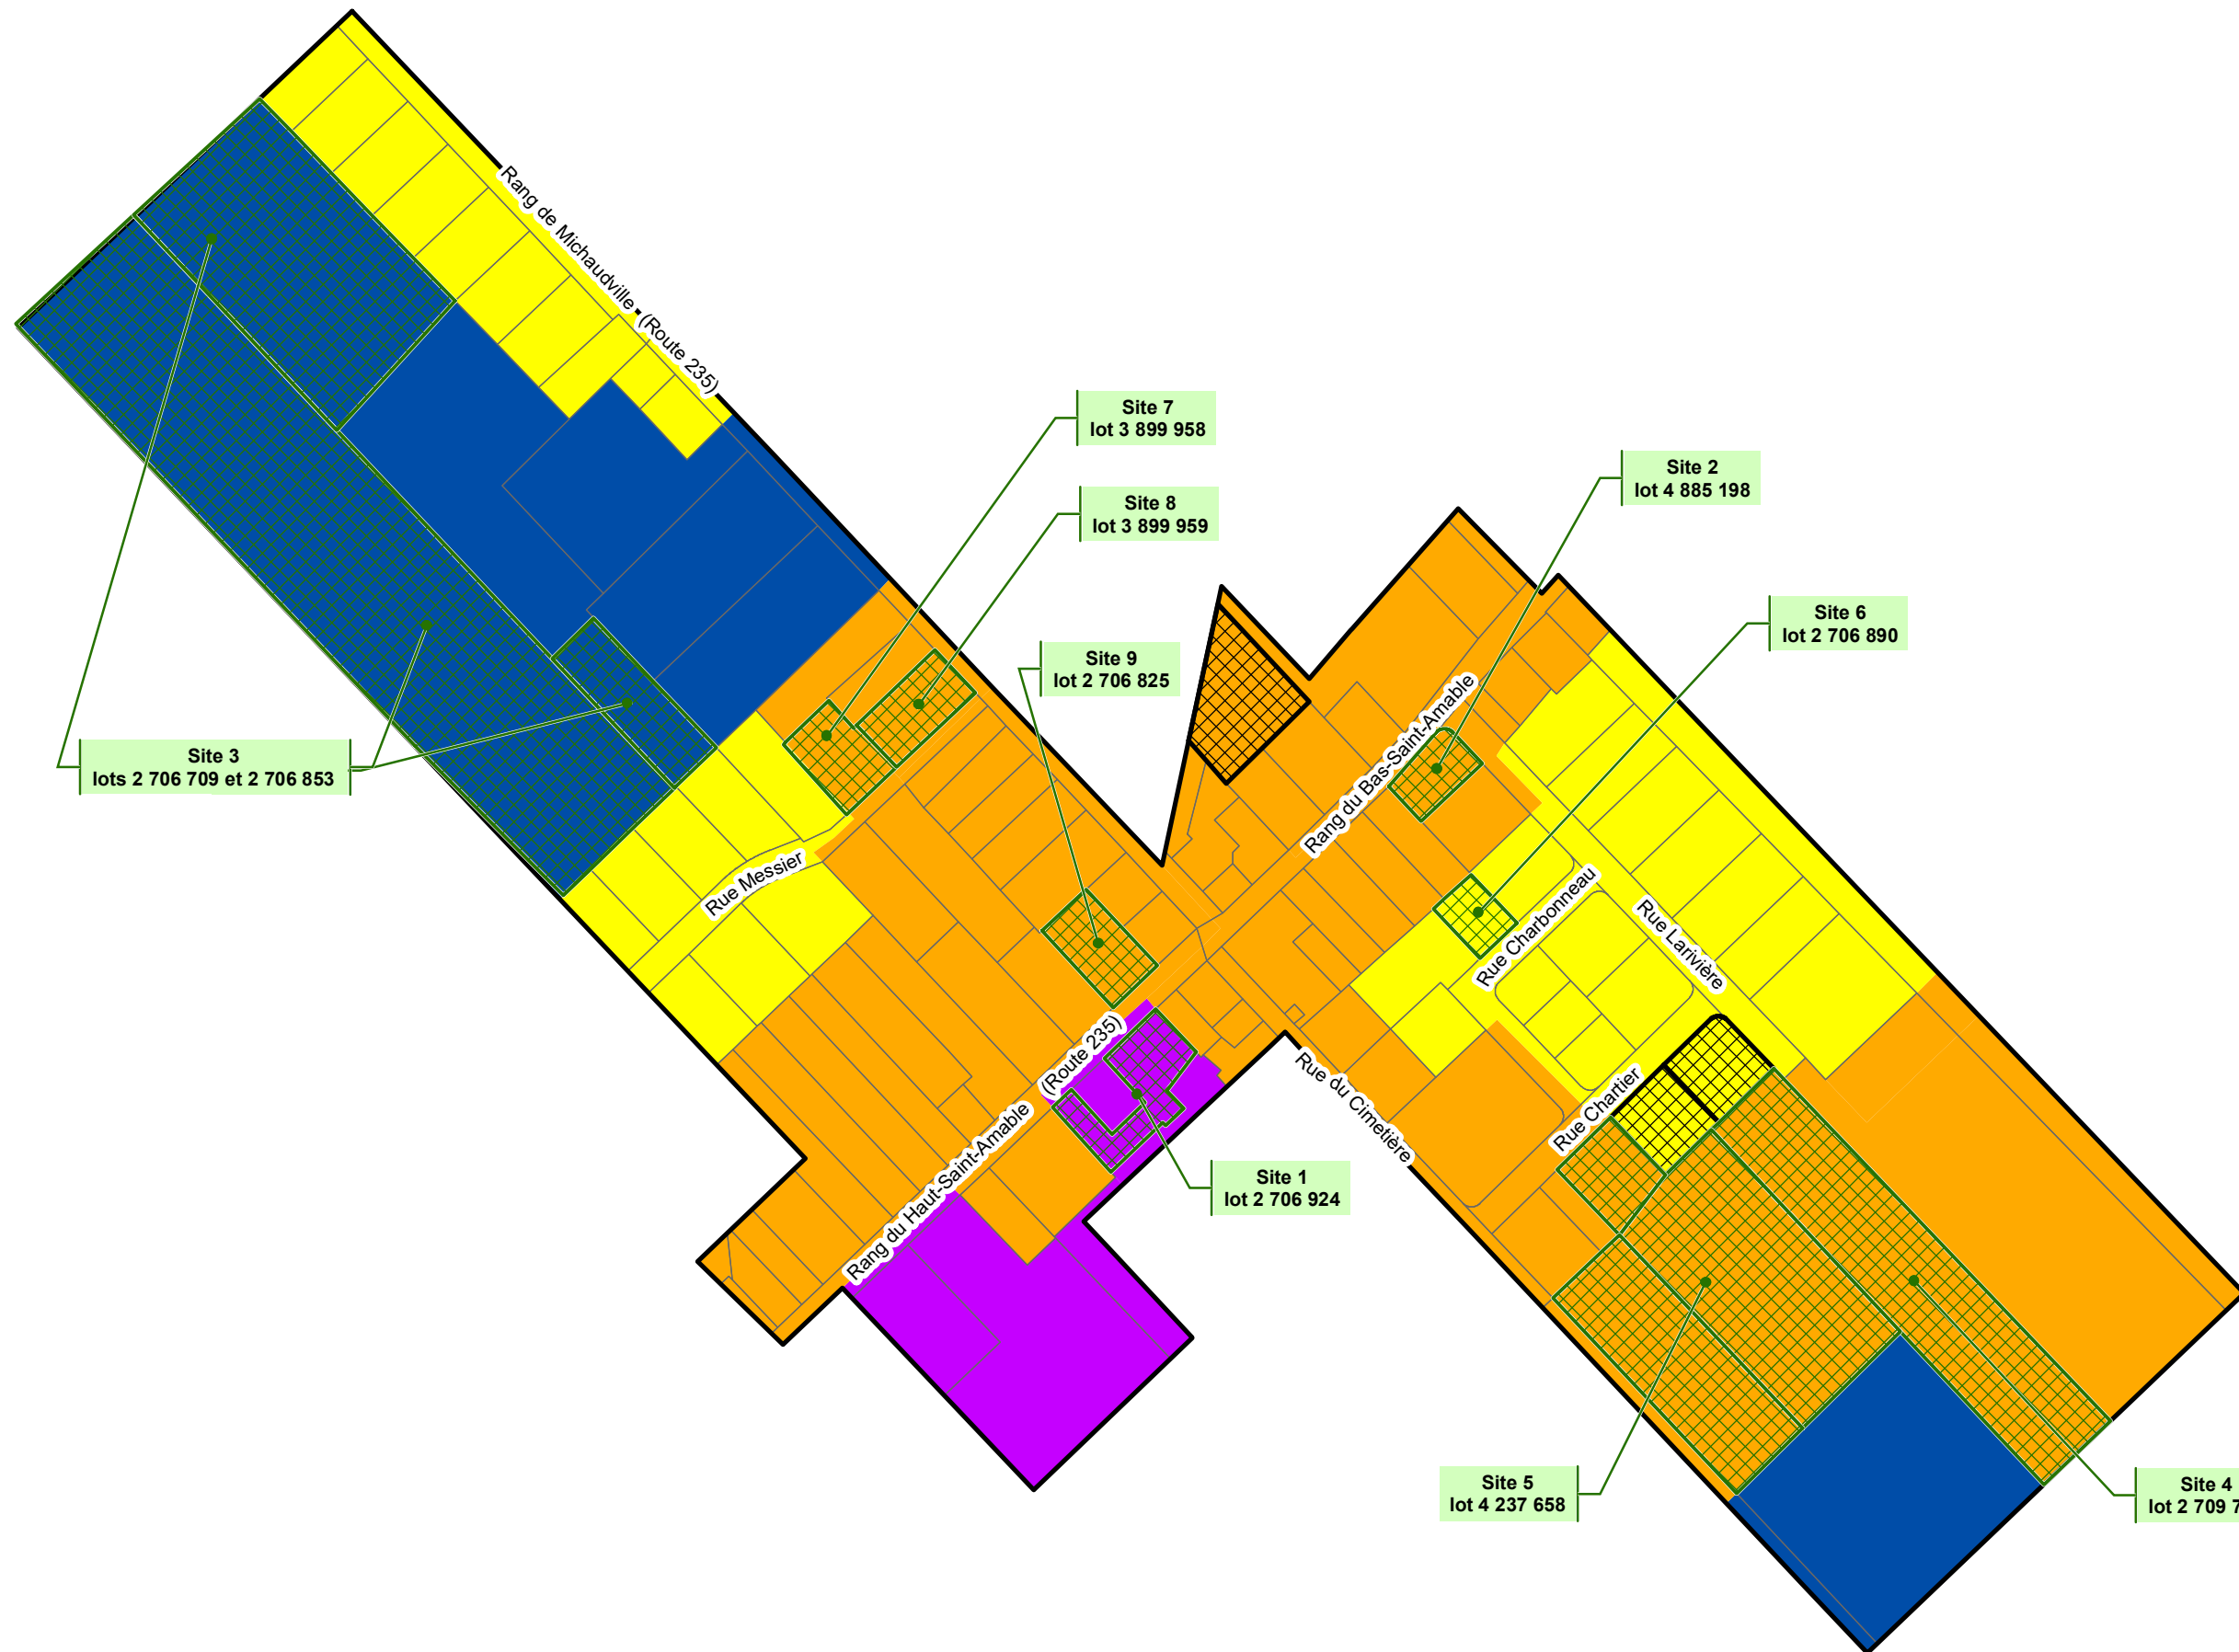 Rang de Michaudville (Route 235)
Site 7
lot 3 899 958
Site 2
lot 4 885 198
Site 8
lot 3 899 959
Site 6
lot 2 706 890
Site 9
lot 2 706 825
Rang du Bas-Saint-Amable
Site 3
lots 2 706 709 et 2 706 853
Rue Messier
Rue Charbonneau
Rue Larivière
Rang du Haut-Saint-Amable (Route 235)
Rue du Cimetière
Rue Chartier
Site 1
lot 2 706 924
Site 5
lot 4 237 658
Site 4
lot 2 709 7